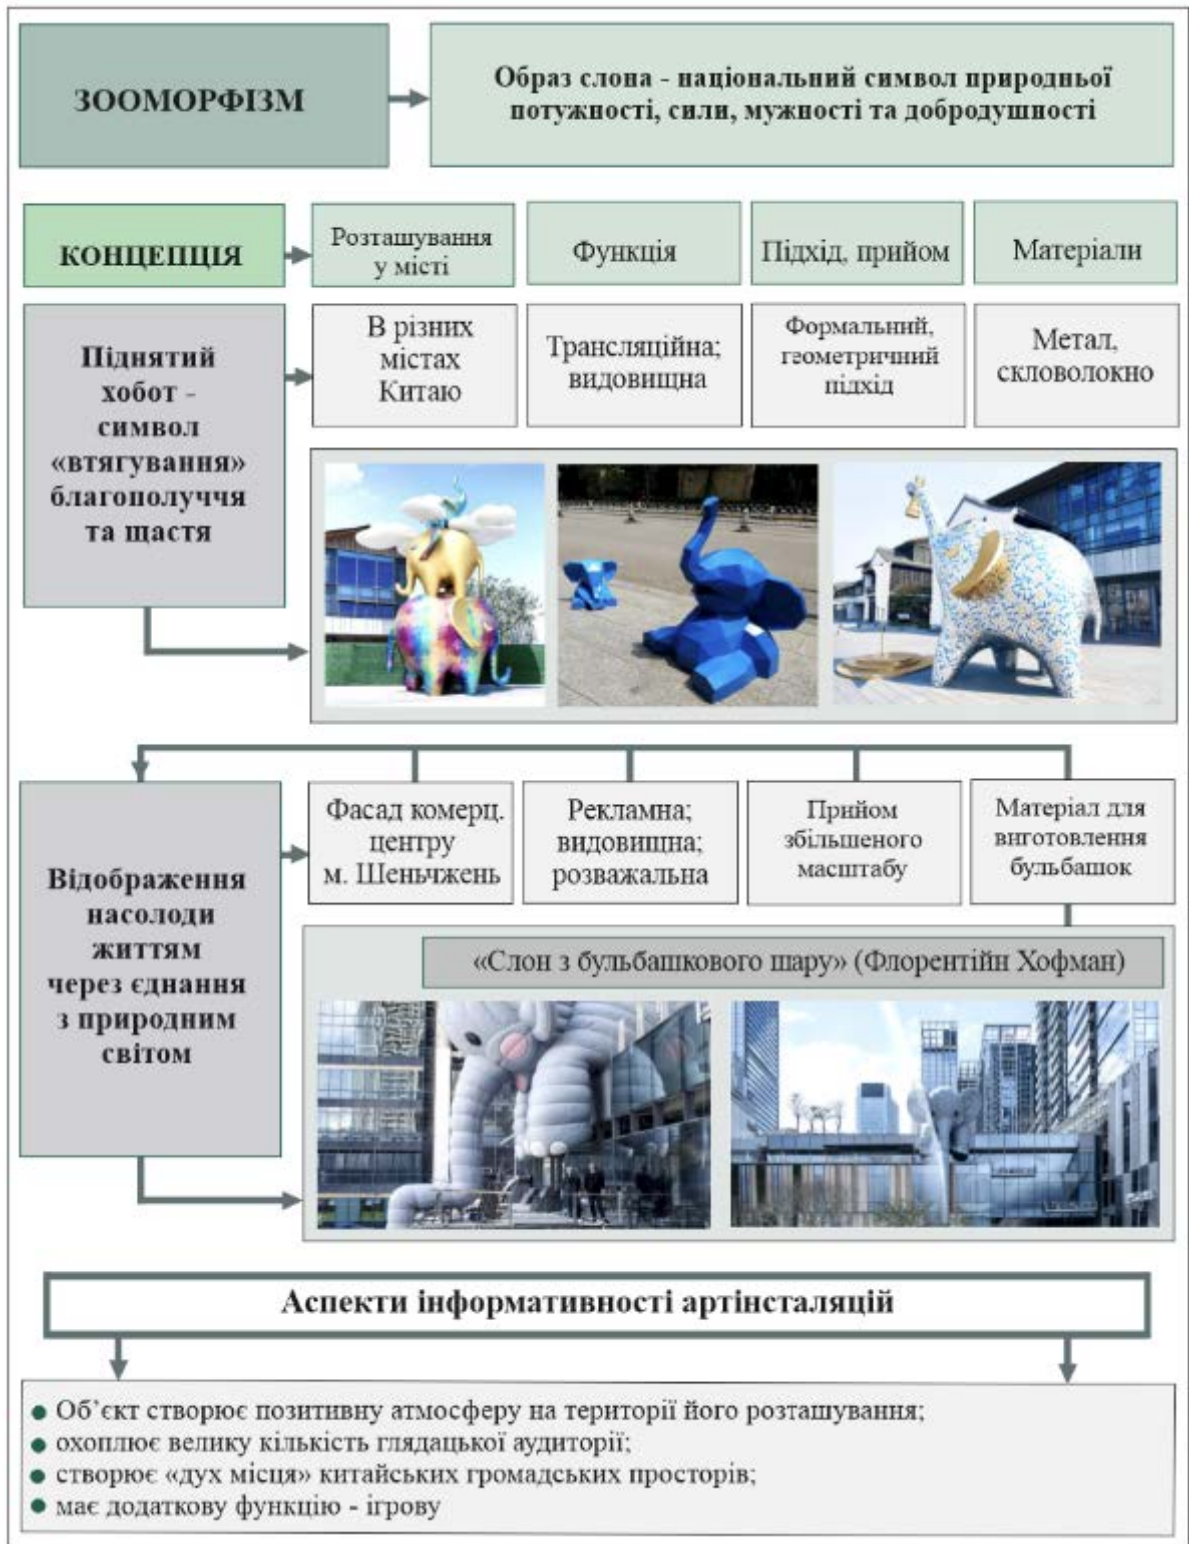 ЗООМОРФІЗМ
Образ слона - національний символ природньої
потужності, сили, мужності та добродушності
КОНЦЕПЦІЯ
Розташування
у місті
Функція
Підхід, прийом
Матеріали
Піднятий
хобот -
символ
«втягування»
благополуччя
та щастя
В різних
містах
Китаю
Трансляційна;
видовищна
Формальний,
геометричний
підхід
Метал,
скловолокно
Відображення
насолоди
життям
через єднання
з природним
світом
Фасад комерц.
центру
м. Шеньчжень
Рекламна;
видовищна;
розважальна
Прийом
збільшеного
масштабу
Матеріал для
виготовлення
бульбашок
«Слон з бульбашкового шару» (Флорентійн Хофман)
Аспекти інформативності артінсталяцій
Об’єкт створює позитивну атмосферу на території його розташування;
охоплює велику кількість глядацької аудиторії;
створює «дух місця» китайських громадських просторів;
має додаткову функцію - ігрову